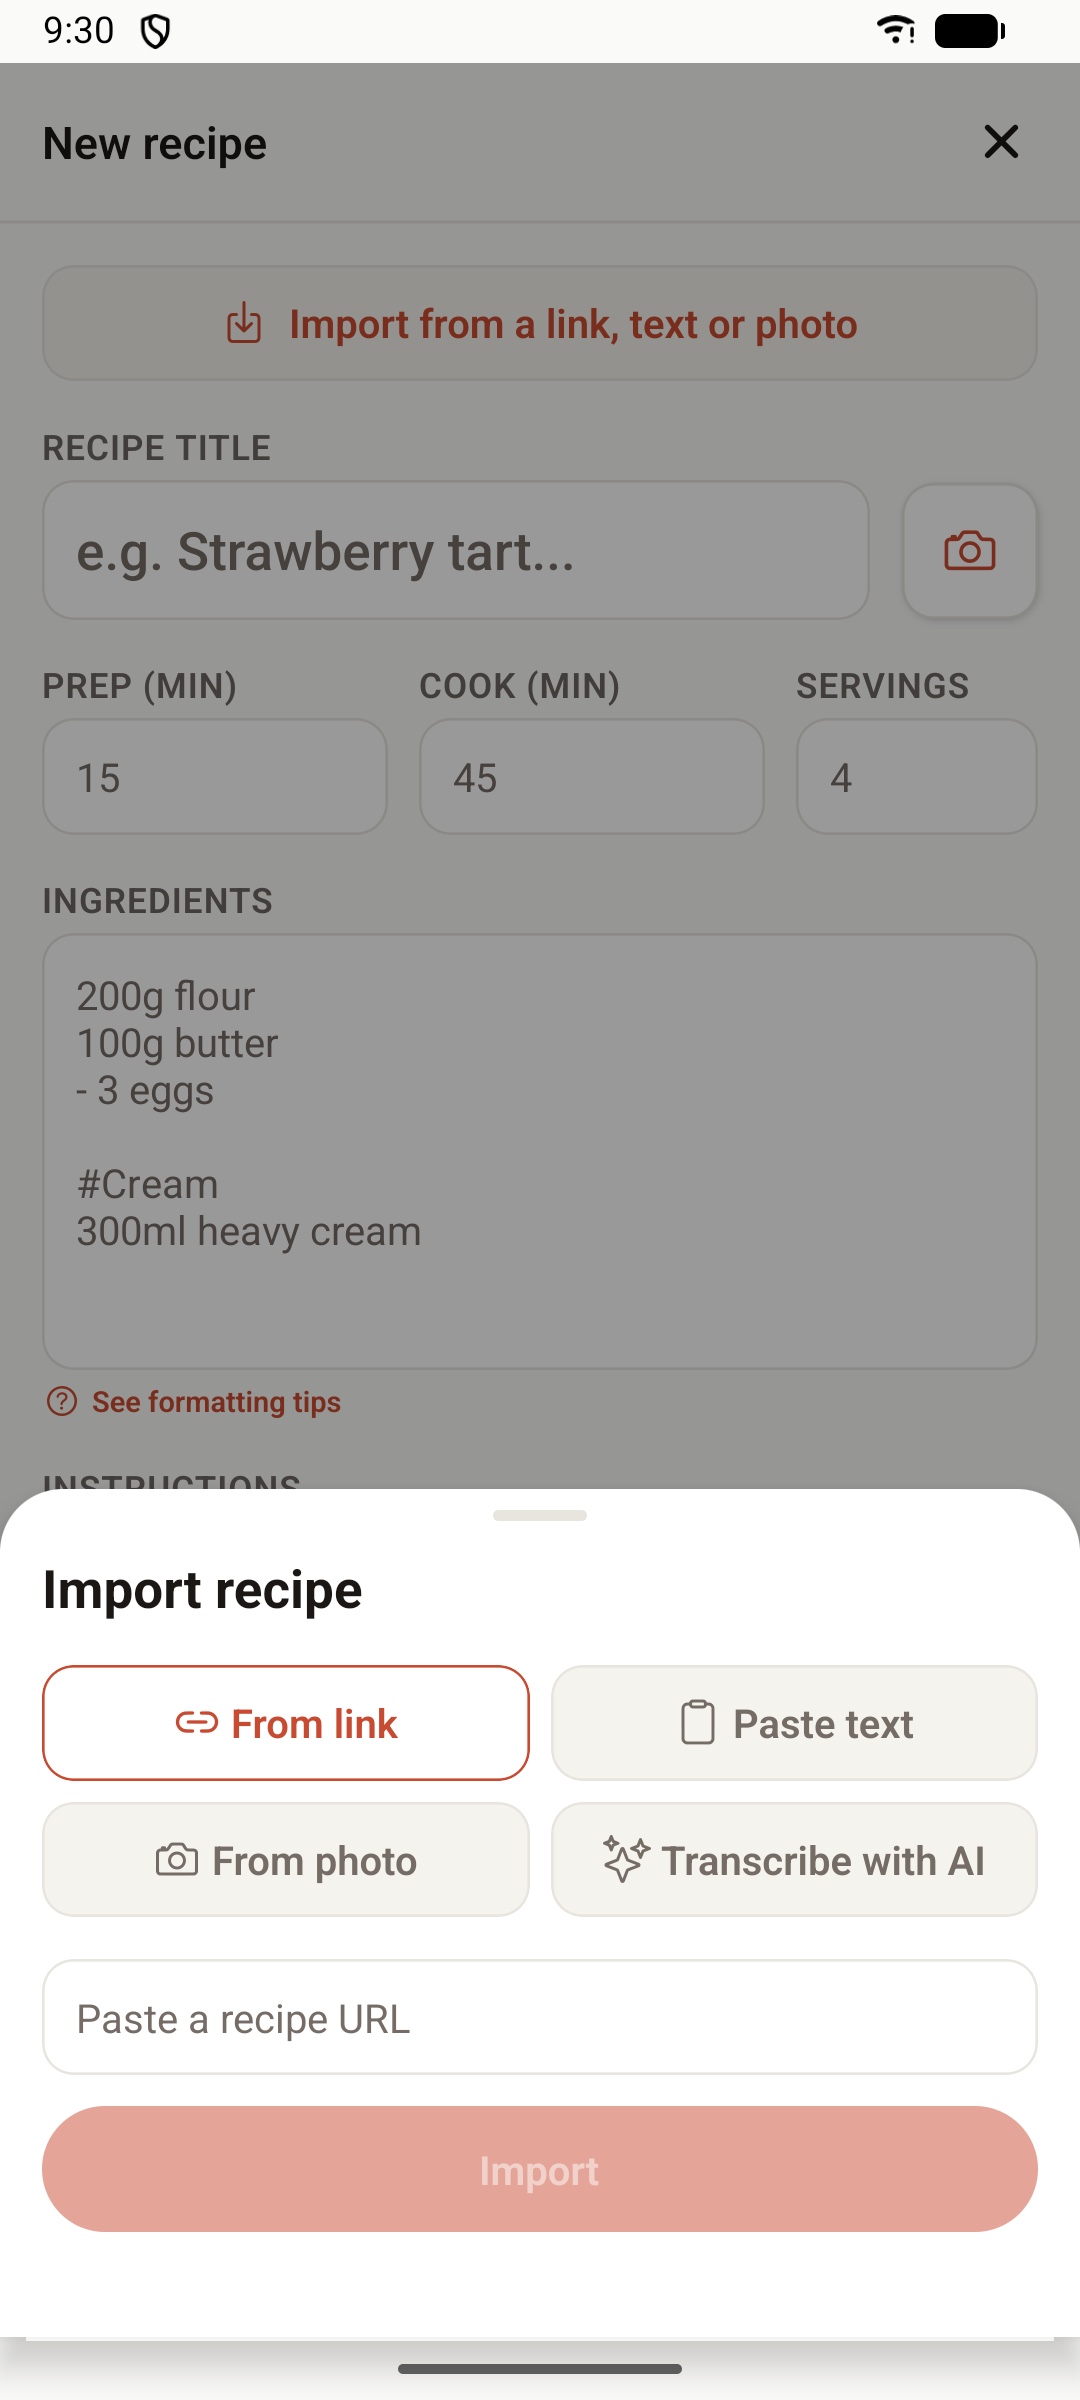 9:30
New recipe
Import from a link, text or photo
RECIPE TITLE
e.g. Strawberry tart...
PREP (MIN)
COOK (MIN)
SERVINGS
15
45
4
INGREDIENTS
200g flour
100g butter
- 3 eggs
#Cream
300ml heavy cream
See formatting tips
INSTRUCTIONS
Import recipe
From link
Paste text
From photo
Transcribe with AI
Paste a recipe URL
Import